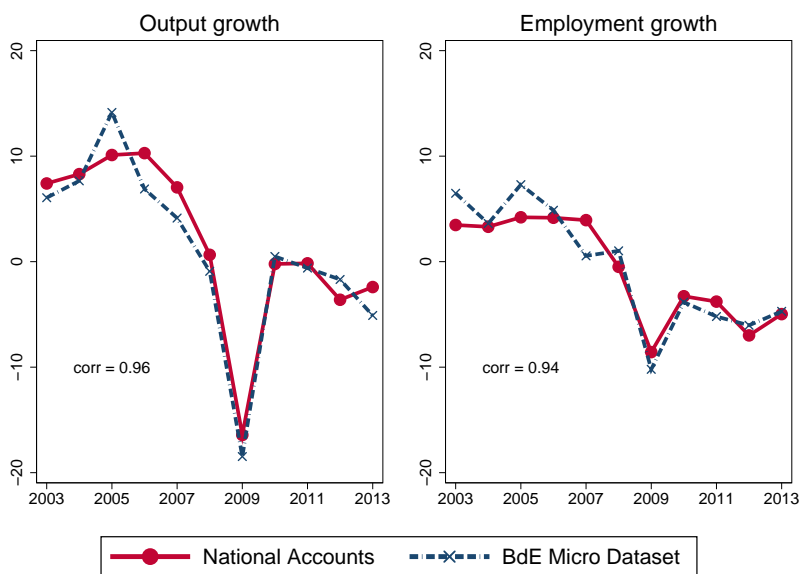 Output growth
20
10
0
−10
−20
corr = 0.96
2003 2005 2007 2009 2011 2013
Employment growth
20
10
0
−10
−20
corr = 0.94
2003 2005 2007 2009 2011 2013
National Accounts
BdE Micro Dataset